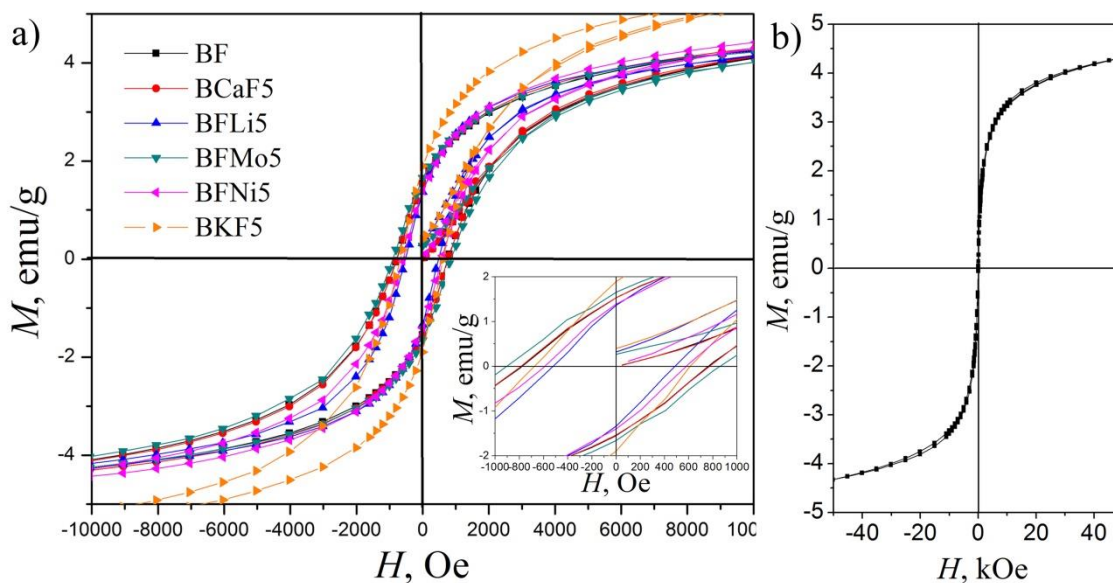 a)
M, emu/g
4
2
0
-2
-4
BF
BCaF5
BFLi5
BFMo5
BFNi5
BKF5
-10000 -8000 -6000 -4000 -2000 0 2000 4000 6000 8000 1000
H, Oe
M, emu/g
2
1
0
-1
-2
-1000 -800 -600 -400 -200 0 200 400 600 800 1000
H, Oe
b)
M, emu/g
5
4
3
2
1
0
-1
-2
-3
-4
-5
-40 -20 0 20 40
H, kOe